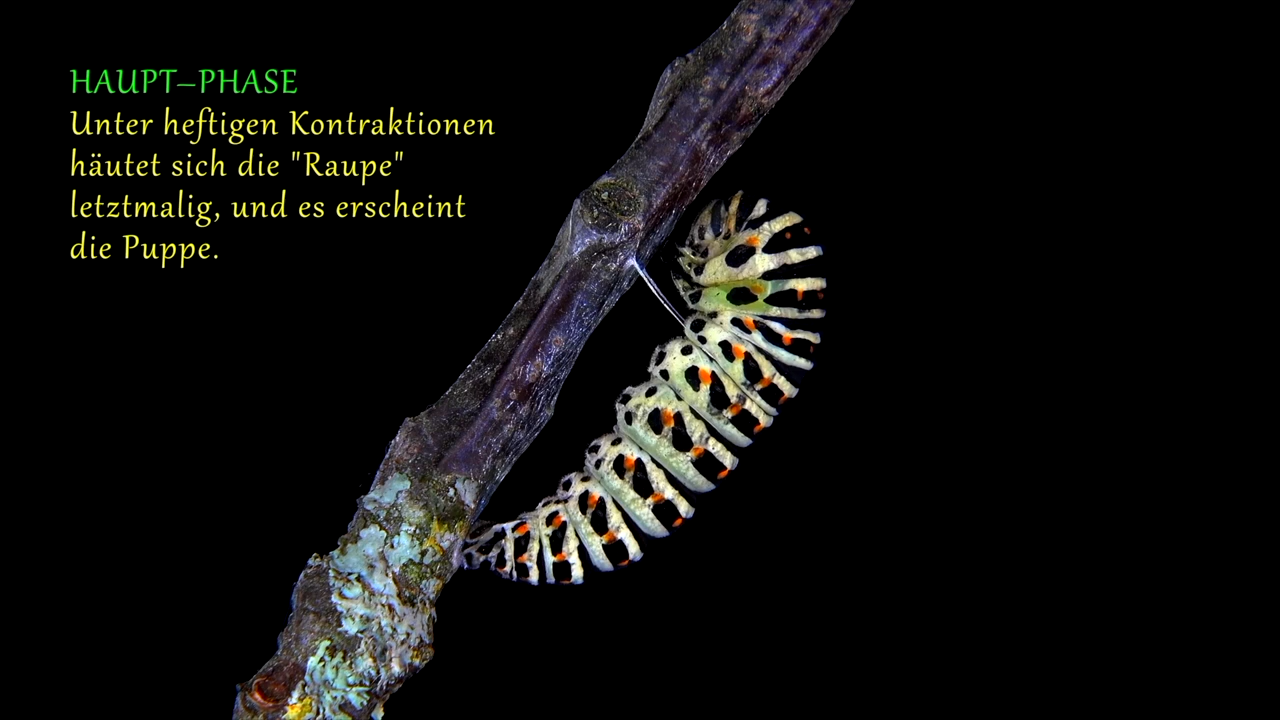 HAUPT–PHASE
Unter heftigen Kontraktionen
häutet sich die "Raupe"
letztmalig, und es erscheint
die Puppe.